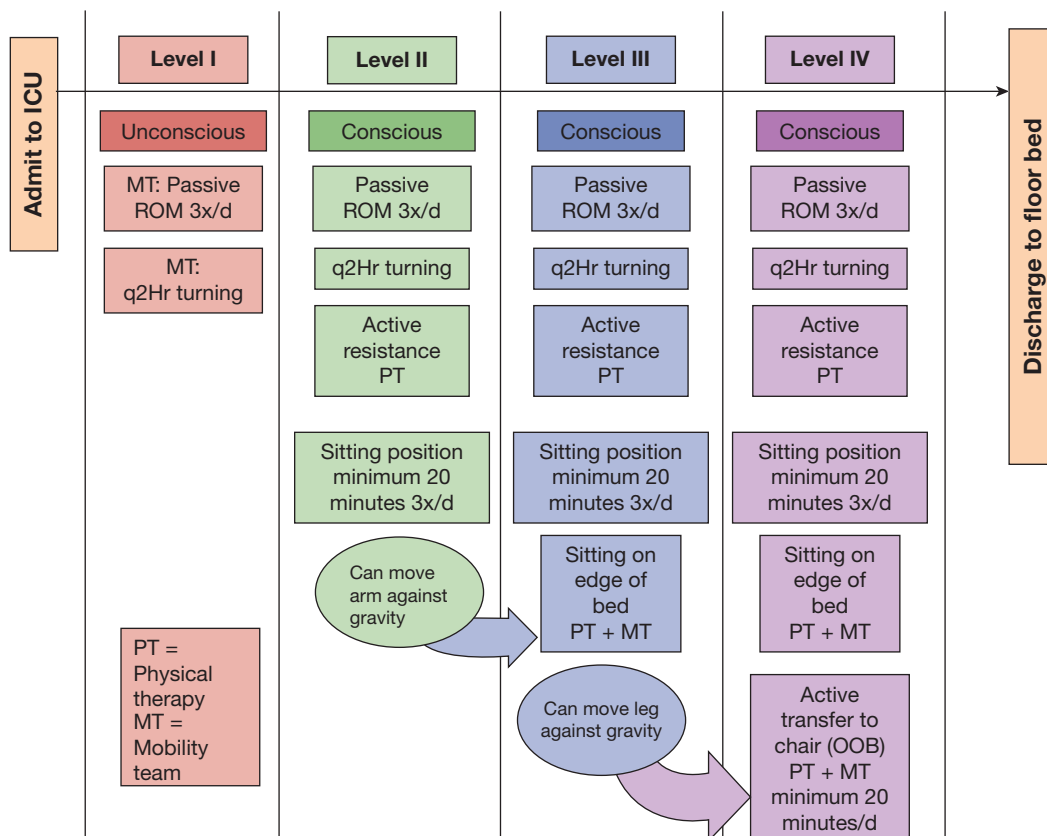 Admit to ICU
Level I
Unconscious
MT: Passive
ROM 3x/d
MT:
q2Hr turning
PT =
Physical
therapy
MT =
Mobility
team
Level II
Conscious
Passive
ROM 3x/d
q2Hr turning
Active
resistance
PT
Sitting position
minimum 20
minutes 3x/d
Can move
arm against
gravity
Level III
Conscious
Passive
ROM 3x/d
q2Hr turning
Active
resistance
PT
Sitting position
minimum 20
minutes 3x/d
Sitting on
edge of
bed
PT + MT
Can move leg
against gravity
Level IV
Conscious
Passive
ROM 3x/d
q2Hr turning
Active
resistance
PT
Sitting position
minimum 20
minutes 3x/d
Sitting on
edge of
bed
PT + MT
Active
transfer to
chair (OOB)
PT + MT
minimum 20
minutes/d
Discharge to floor bed